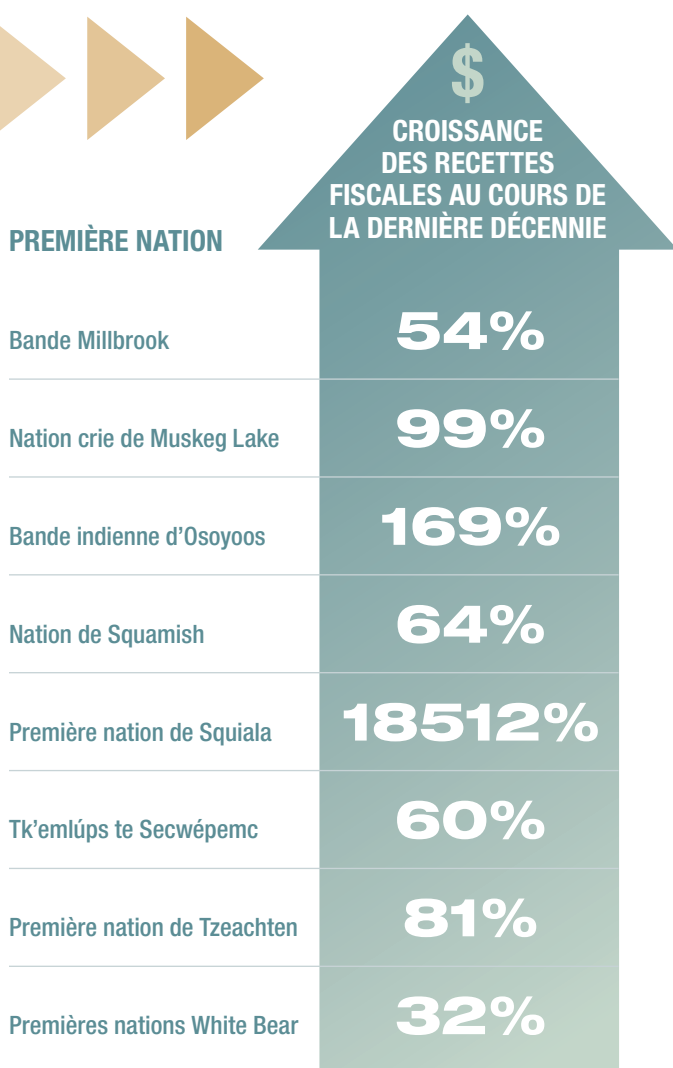 $
CROISSANCE
DES RECETTES
FISCALES AU COURS DE
LA DERNIÈRE DÉCENNIE
PREMIÈRE NATION
Bande Millbrook 54%
Nation crie de Muskeg Lake 99%
Bande indienne d’Osoyoos 169%
Nation de Squamish 64%
Première nation de Squiala 18512%
Tk’emlúps te Secwépemc 60%
Première nation de Tzeachten 81%
Premières nations White Bear 32%